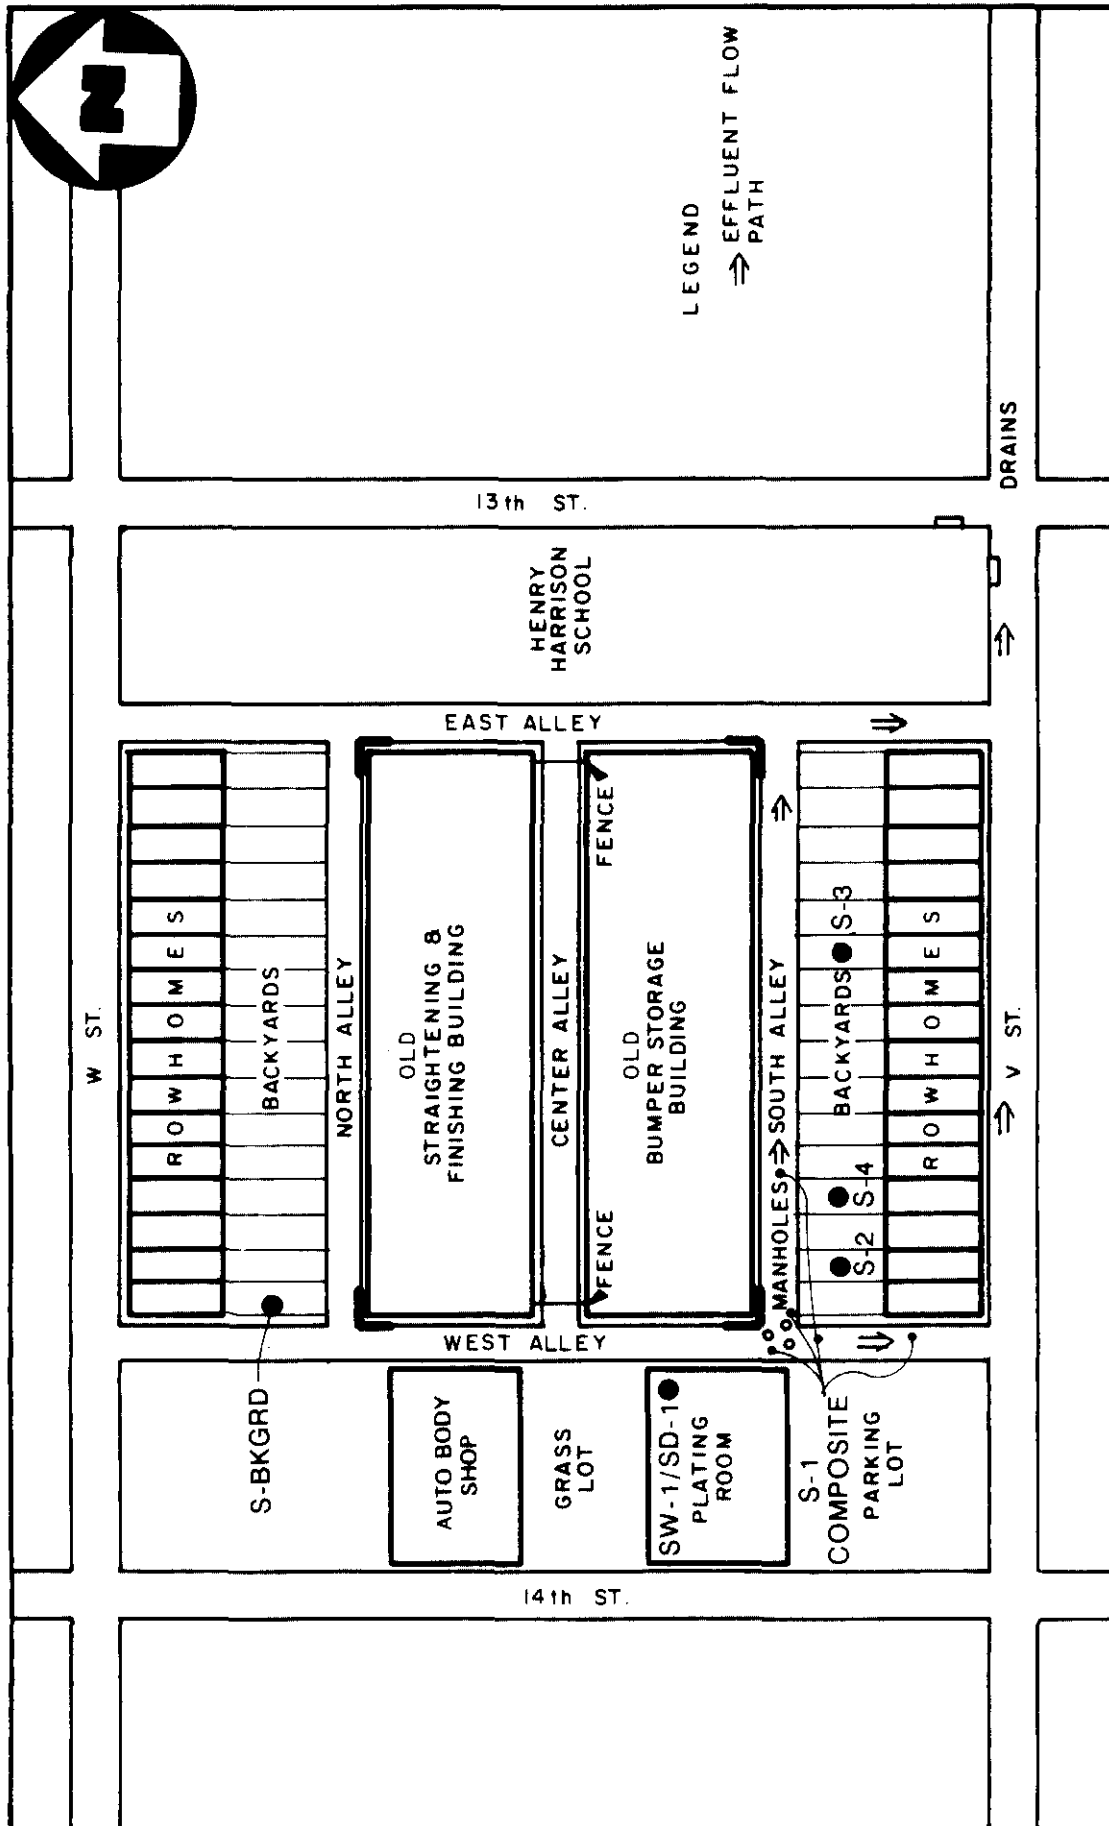 N
W ST.
ROWHOMES
BACKYARDS
S-BKGRD
NORTH ALLEY
OLD
STRAIGHTENING &
FINISHING BUILDING
AUTO BODY
SHOP
CENTER ALLEY
FENCE
FENCE
GRASS
LOT
14th ST.
WEST ALLEY
EAST ALLEY
HENRY
HARRISON
SCHOOL
13th ST.
OLD
BUMPER STORAGE
BUILDING
SW-1/SD-1
PLATING
ROOM
MANHOLES
SOUTH ALLEY
S-1
COMPOSITE
PARKING
LOT
S-2
S-4
BACKYARDS
S-3
ROWHOMES
V ST.
DRAINS
LEGEND
⇒ EFFLUENT FLOW
PATH